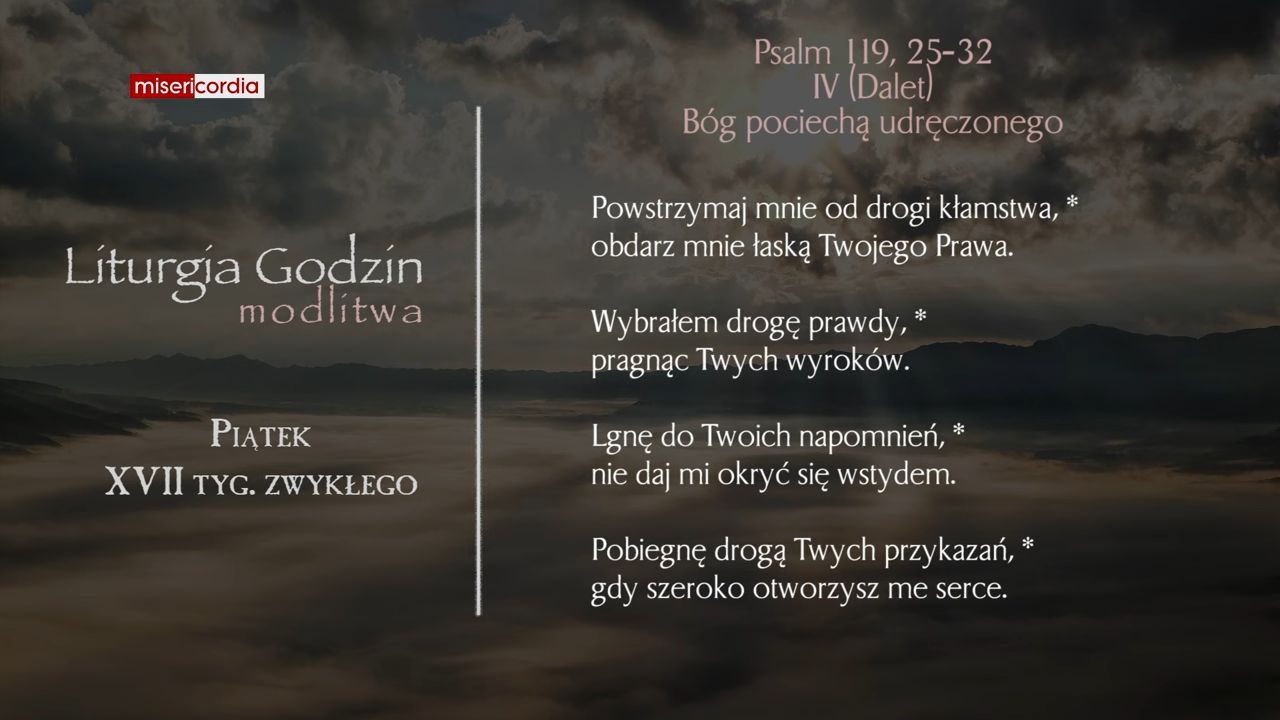 misericordia
Liturgia Godzin
modlitwa
Piątek
XVII tyg. zwykłego
Psalm 119, 25-32
IV (Dalet)
Bóg pociechą udręczonego
Powstrzymaj mnie od drogi kłamstwa, *
obdarz mnie łaską Twojego Prawa.
Wybrałem drogę prawdy, *
pragnąc Twych wyroków.
Lgnę do Twoich napomnień, *
nie daj mi okryć się wstydem.
Pobiegnę drogą Twych przykazań, *
gdy szeroko otworzysz me serce.